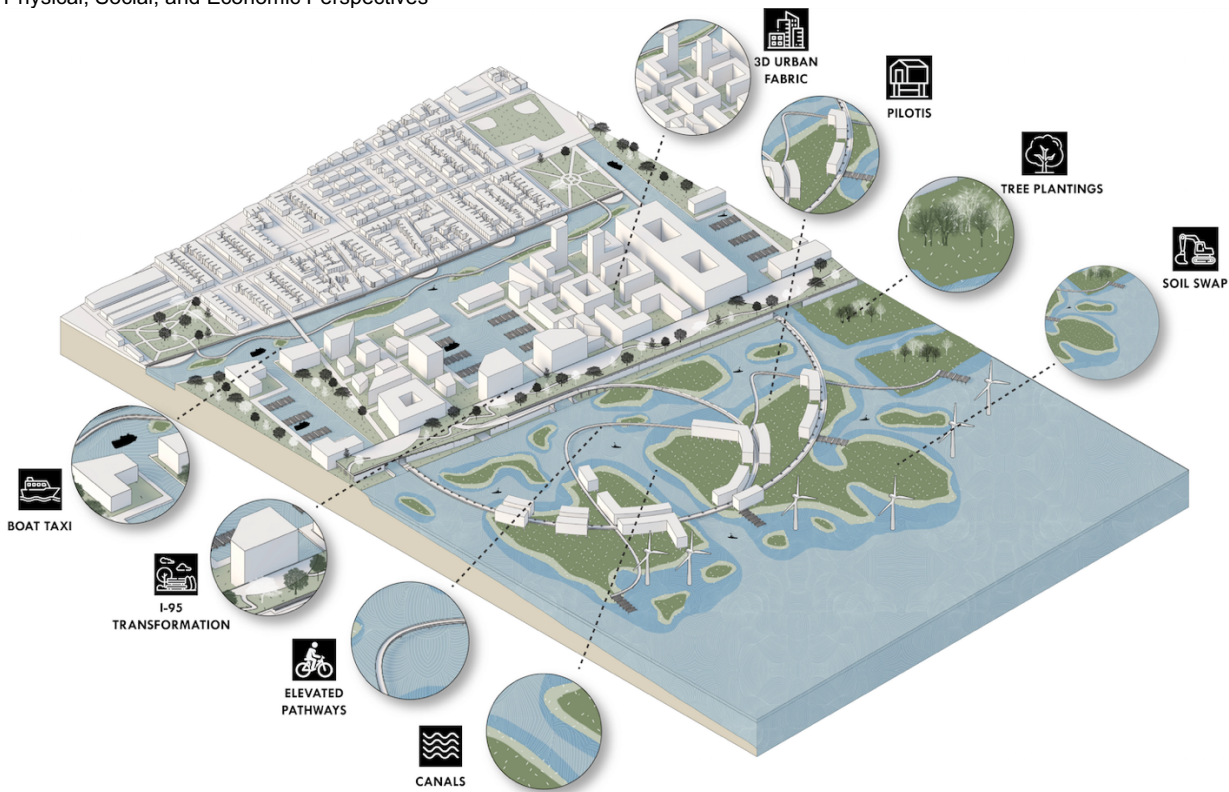 Physical, Social, and Economic Perspectives
3D URBAN
FABRIC
PILOTIS
TREE PLANTINGS
SOIL SWAP
BOAT TAXI
I-95
TRANSFORMATION
ELEVATED
PATHWAYS
CANALS